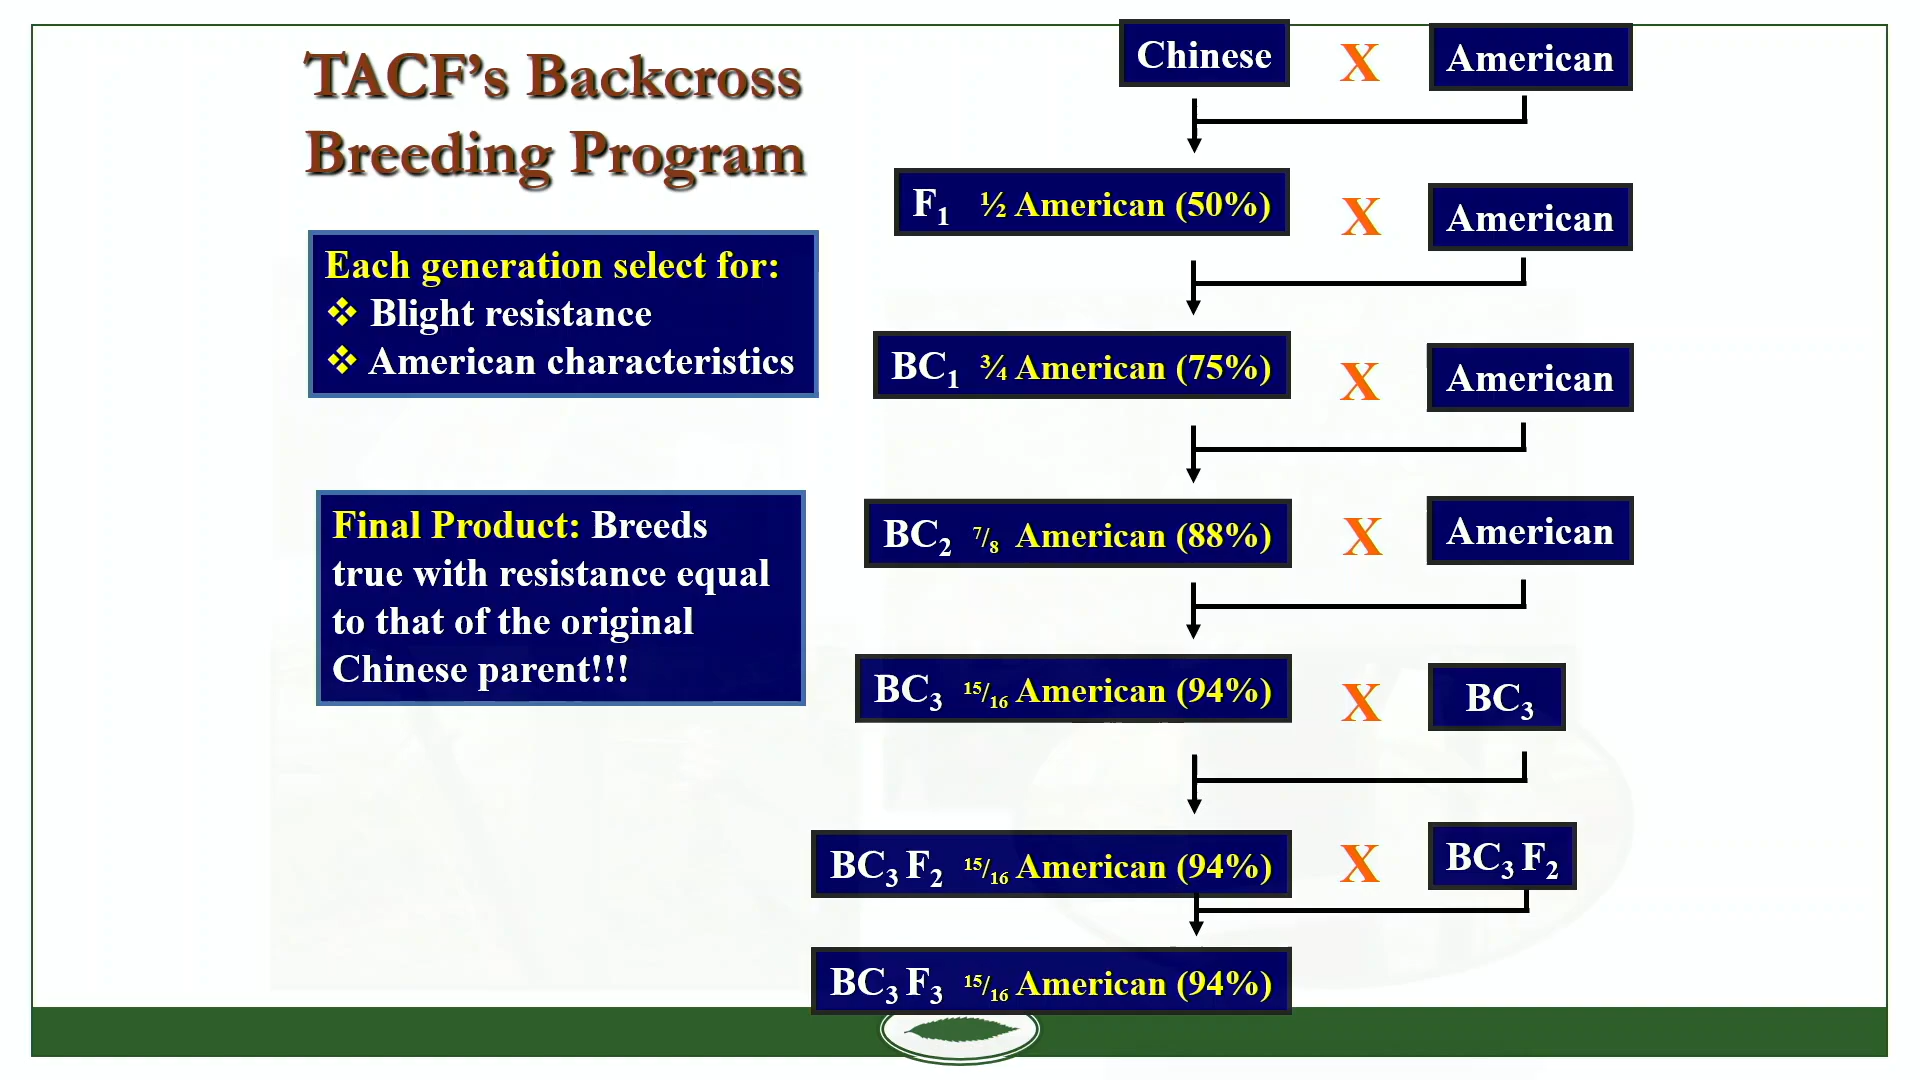 TACF’s Backcross
Breeding Program
Each generation select for:
❖ Blight resistance
❖ American characteristics
Final Product: Breeds
true with resistance equal
to that of the original
Chinese parent!!!
Chinese X American
F₁ ½ American (50%) X American
BC₁ ¾ American (75%) X American
BC₂ ⁷/₈ American (88%) X American
BC₃ ¹⁵/₁₆ American (94%) X BC₃
BC₃ F₂ ¹⁵/₁₆ American (94%) X BC₃ F₂
BC₃ F₃ ¹⁵/₁₆ American (94%)